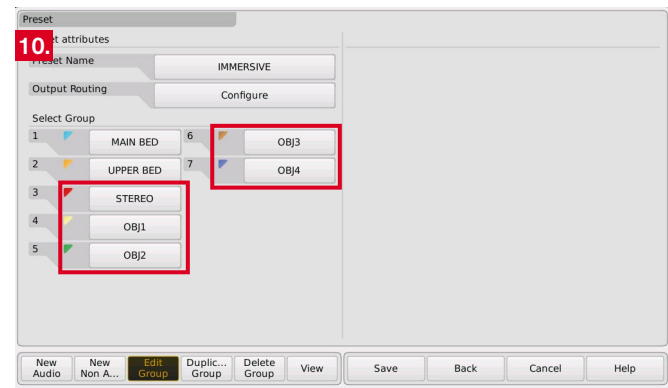 Preset
10.
t attributes
Preset Name
IMMERSIVE
Output Routing
Configure
Select Group
1 MAIN BED 6 OBJ3
2 UPPER BED 7 OBJ4
3 STEREO
4 OBJ1
5 OBJ2
New Audio
New Non A...
Edit Group
Duplic... Group
Delete Group
View
Save
Back
Cancel
Help